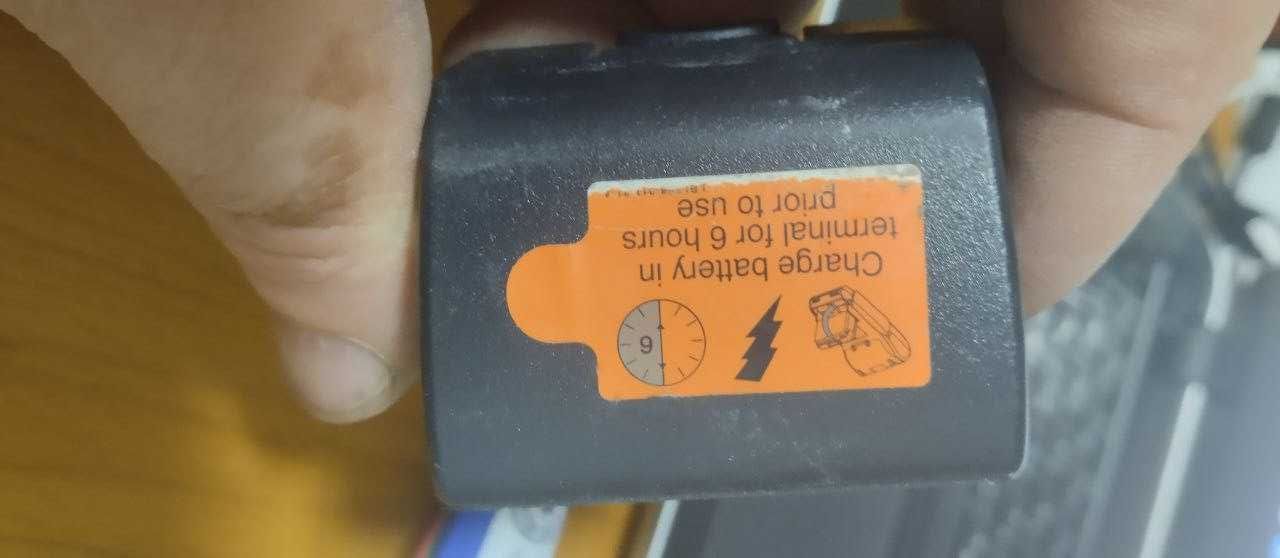 6
Charge battery in
terminal for 6 hours
prior to use